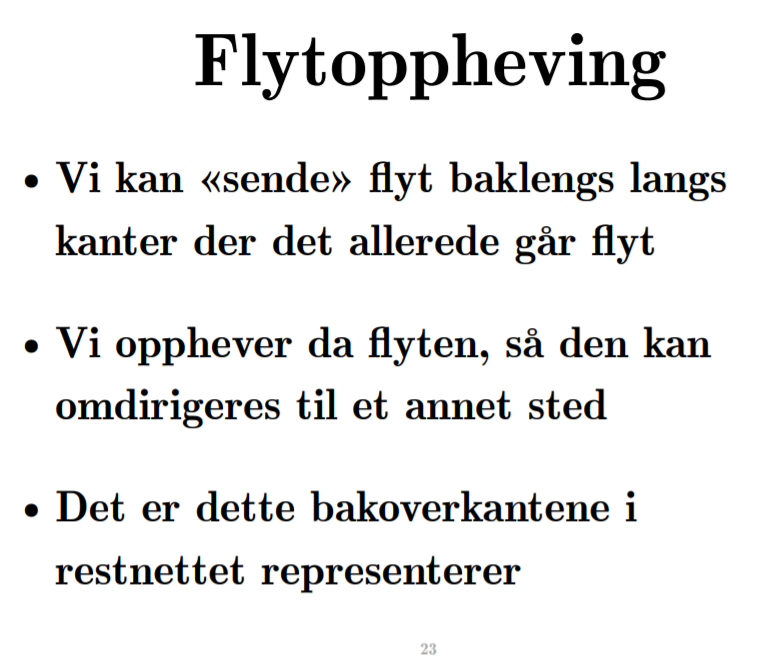 Flytoppheving
• Vi kan «sende» flyt baklengs langs
kanter der det allerede går flyt
• Vi opphever da flyten, så den kan
omdirigeres til et annet sted
• Det er dette bakoverkantene i
restnettet representerer
23